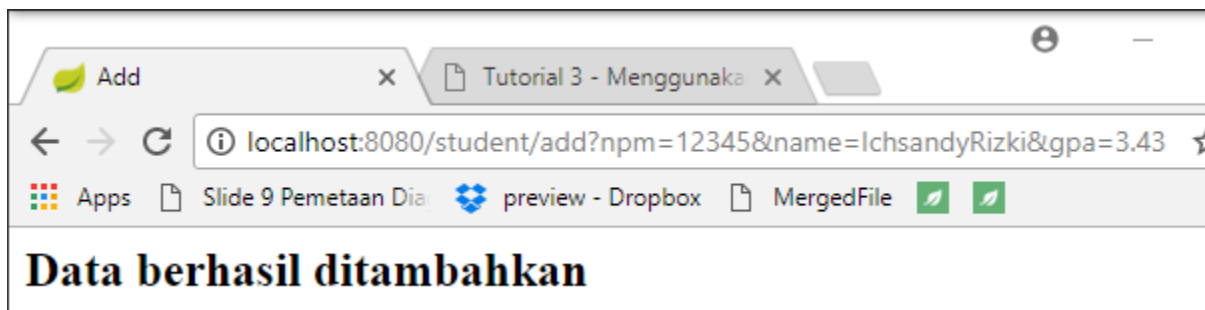 Add
Tutorial 3 - Menggunaka
localhost:8080/student/add?npm=12345&name=IchsandyRizki&gpa=3.43
Apps Slide 9 Pemetaan Dia preview - Dropbox MergedFile
Data berhasil ditambahkan